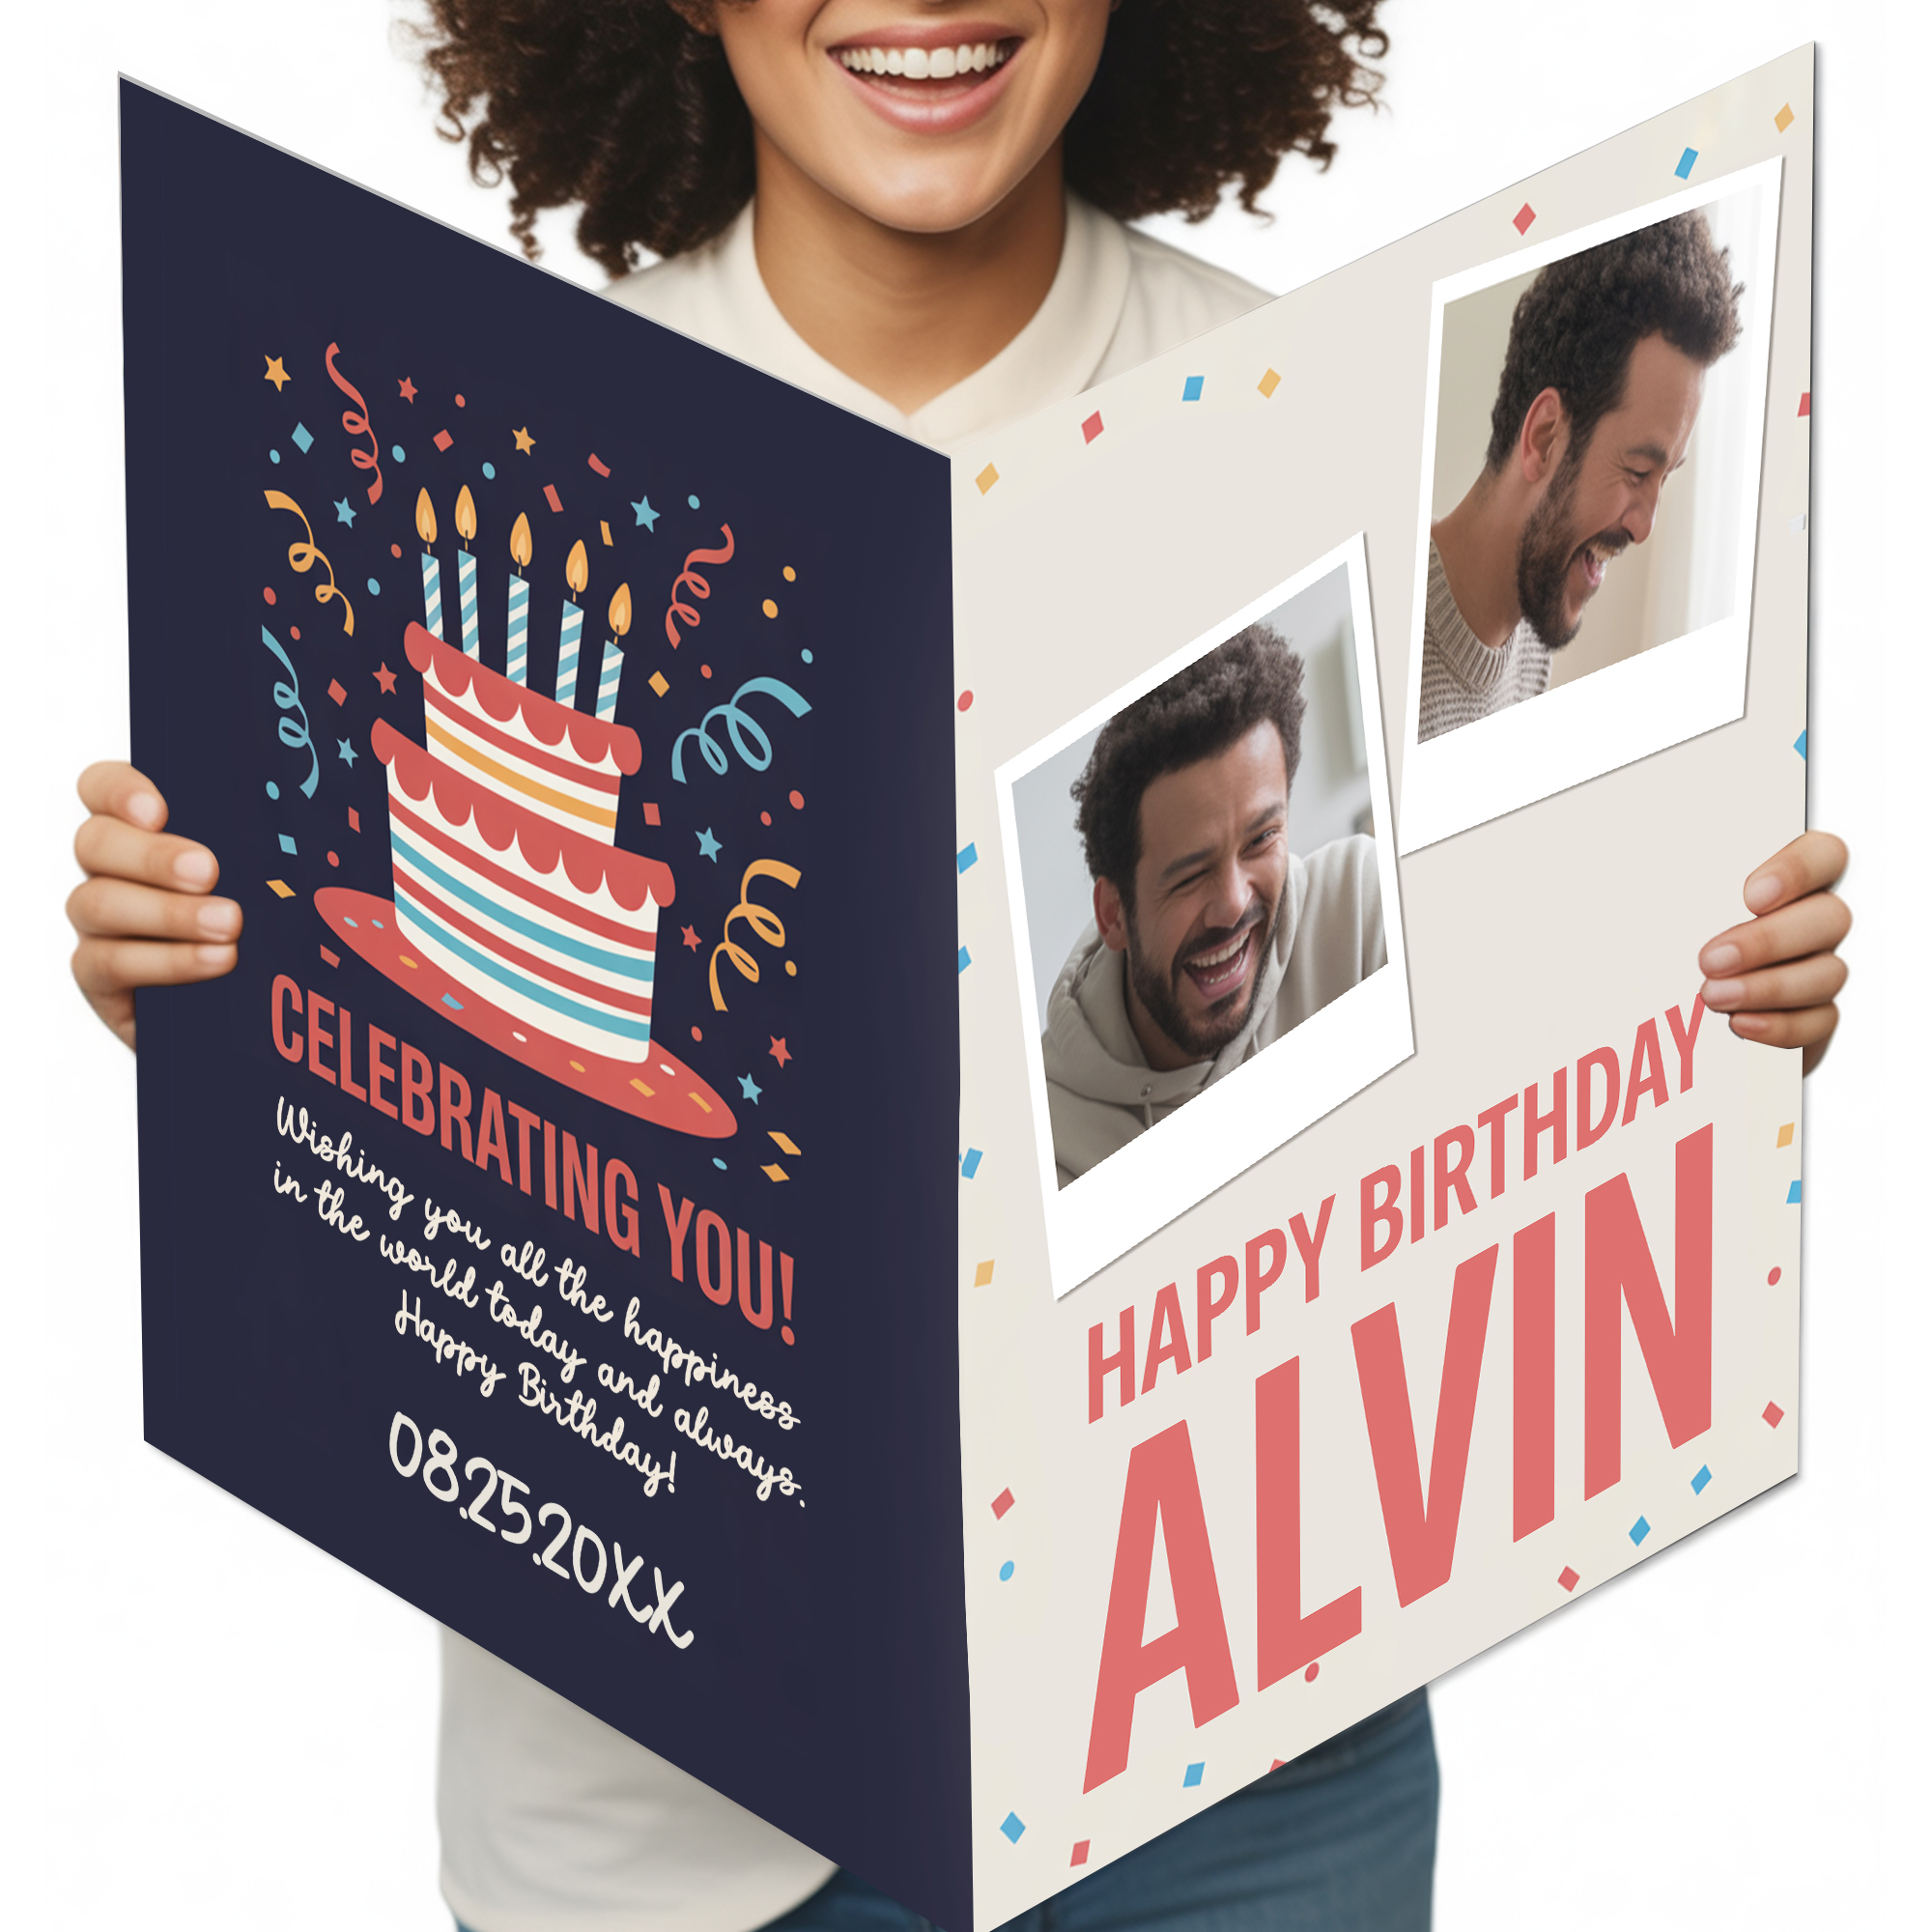 CELEBRATING YOU!
Wishing you all the happiness
in the world today and always.
Happy Birthday!
08.25.20XX
HAPPY BIRTHDAY
ALVIN